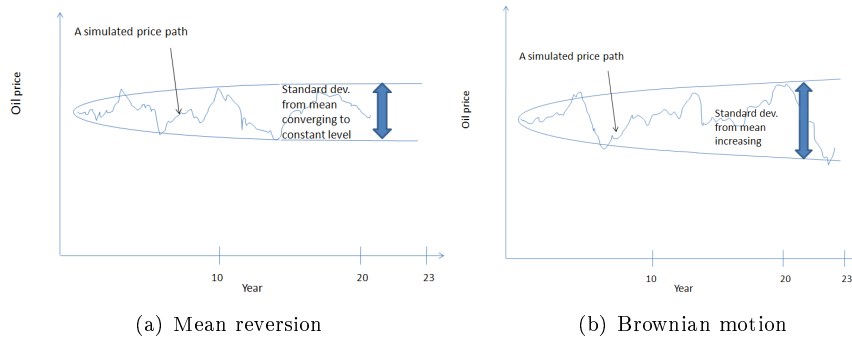 A simulated price path
Oil price
Standard dev.
from mean
converging to
constant level
10
20
23
Year
(a) Mean reversion
A simulated price path
Oil price
Standard dev.
from mean
increasing
10
20
23
Year
(b) Brownian motion